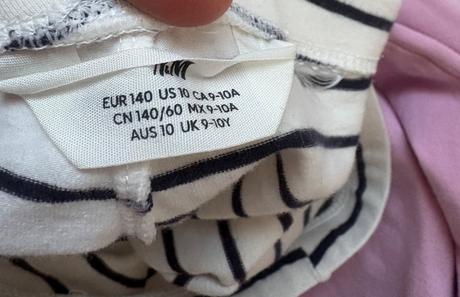 H&M
EUR 140 US 10 CA 9-10A
CN 140/60 MX 9-10A
AUS 10 UK 9-10Y